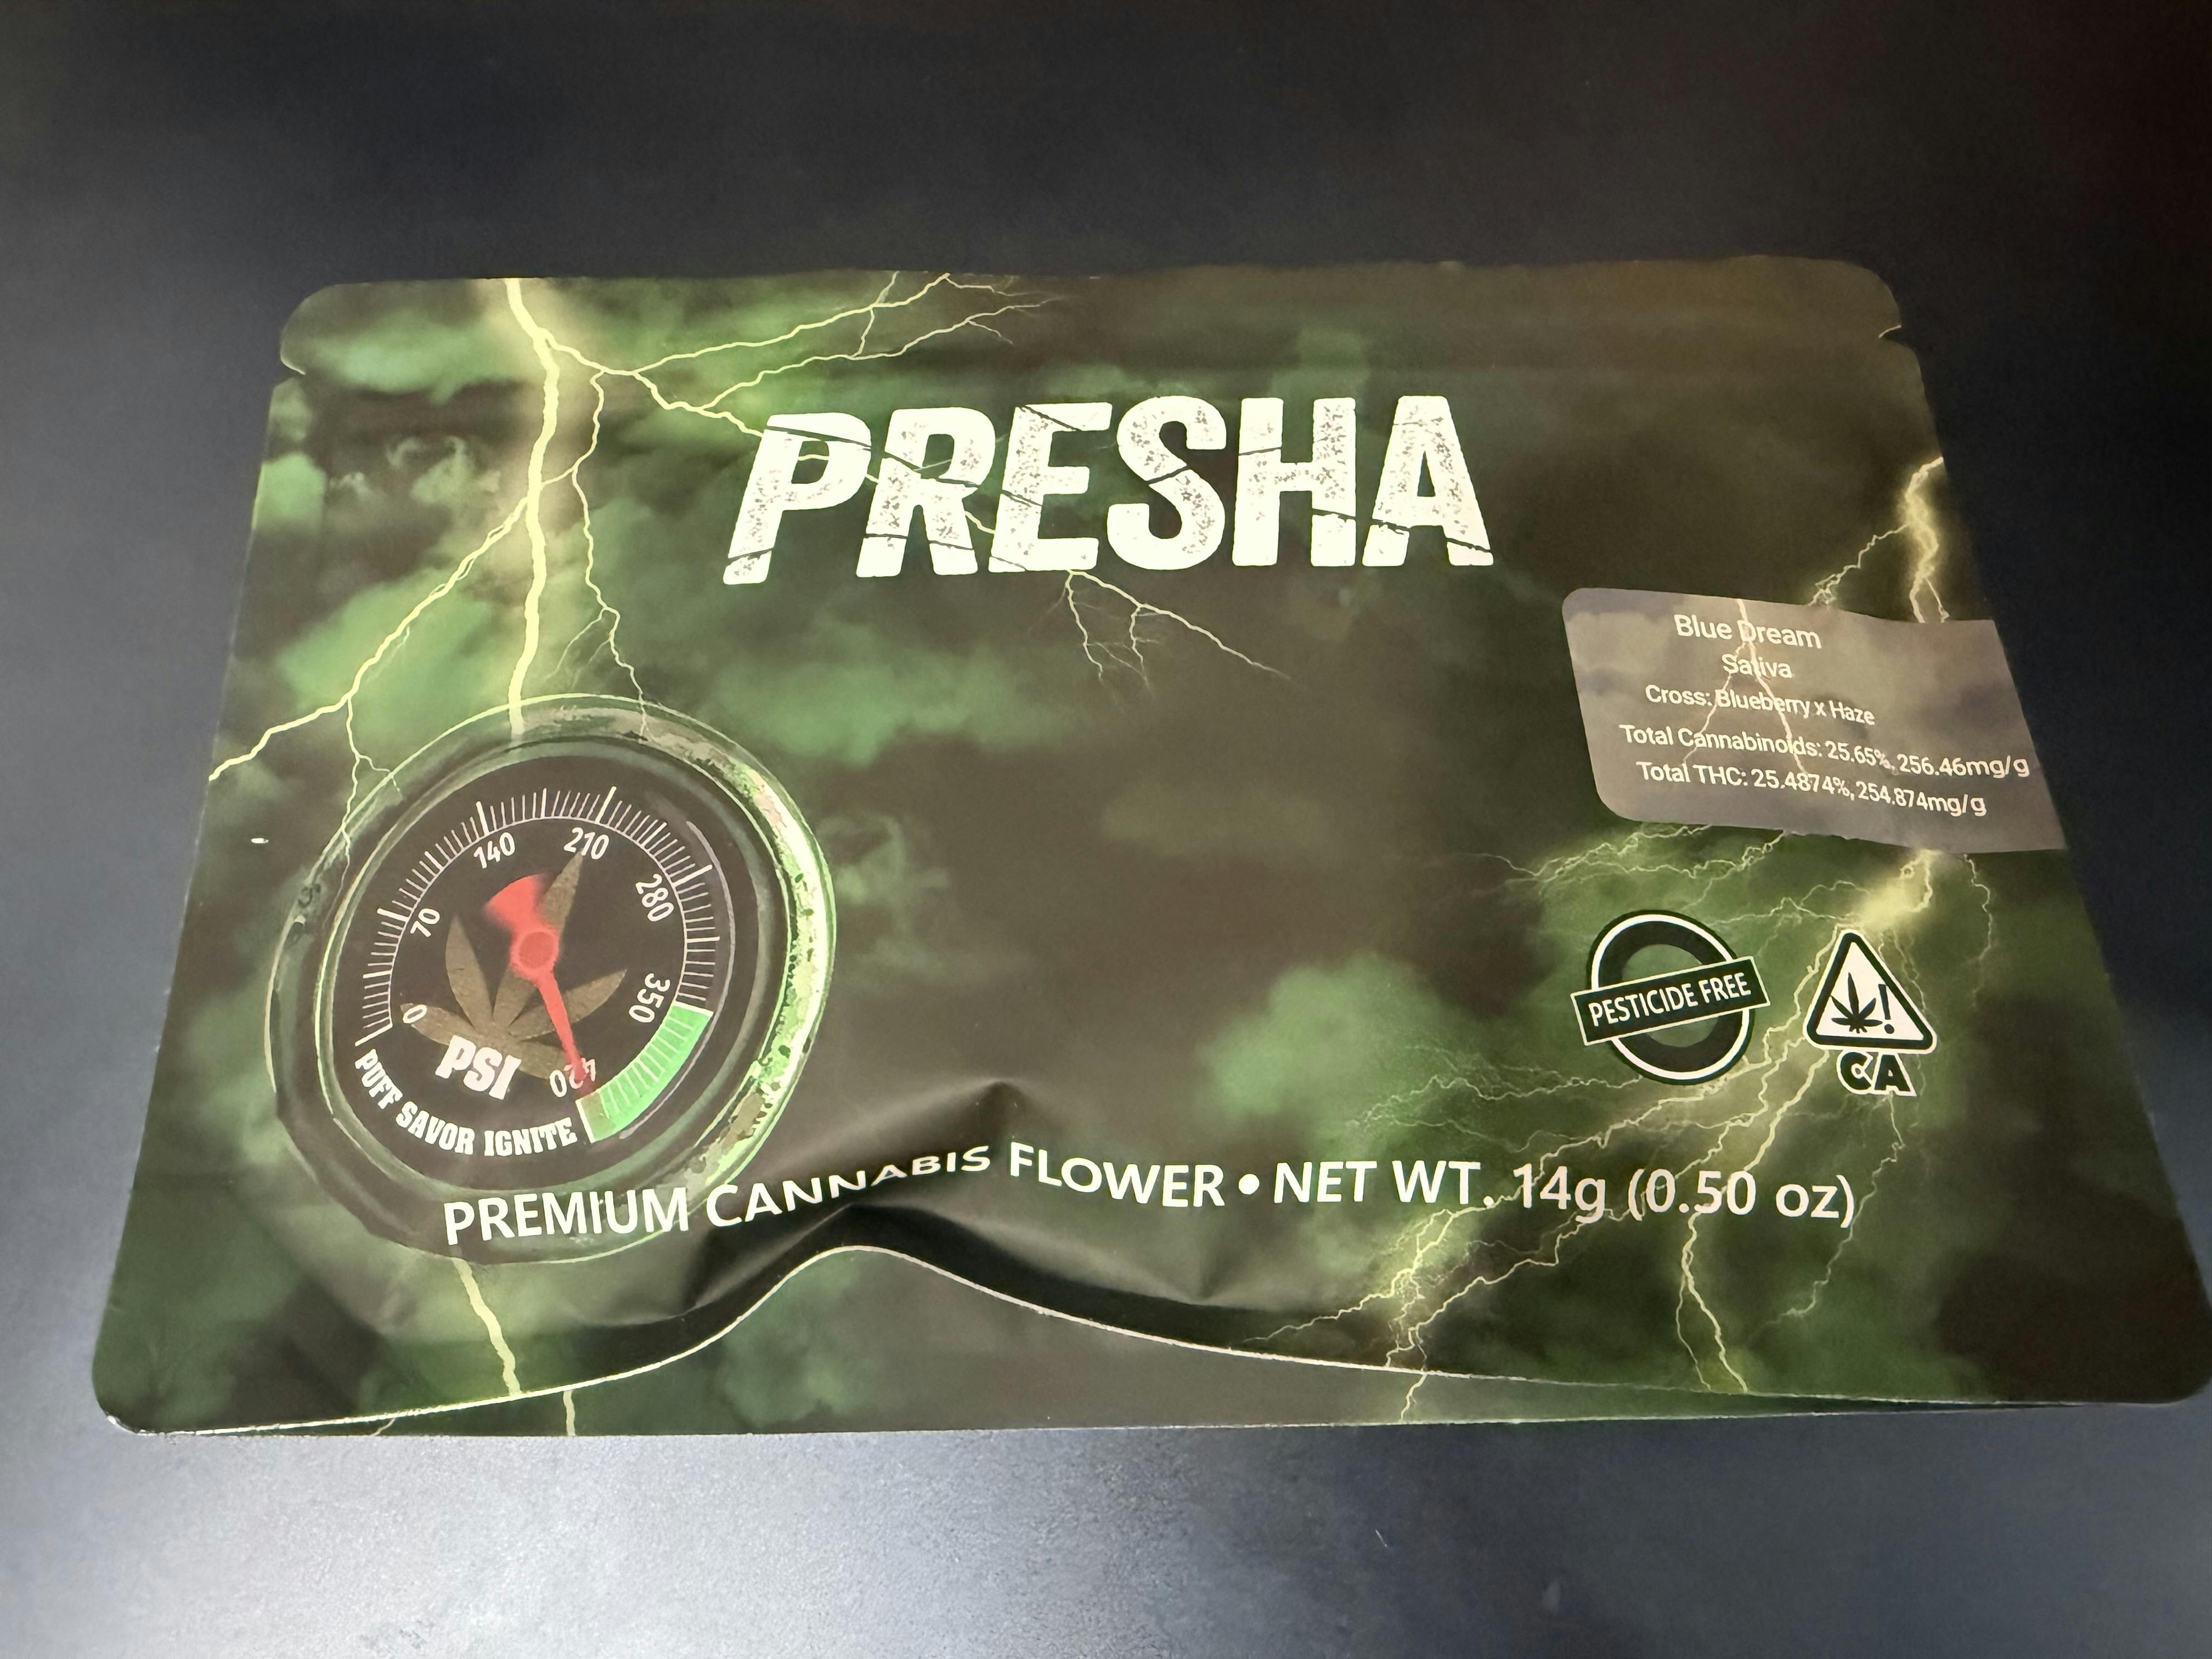 PRESHA
Blue Dream
Sativa
Cross: Blueberry x Haze
Total Cannabinoids: 25.65%, 256.46mg/g
Total THC: 25.4874%, 254.874mg/g
0
70
140
210
280
350
420
PSI
PUFF SAVOR IGNITE
PESTICIDE FREE
!
CA
PREMIUM CANNABIS FLOWER • NET WT. 14g (0.50 oz)